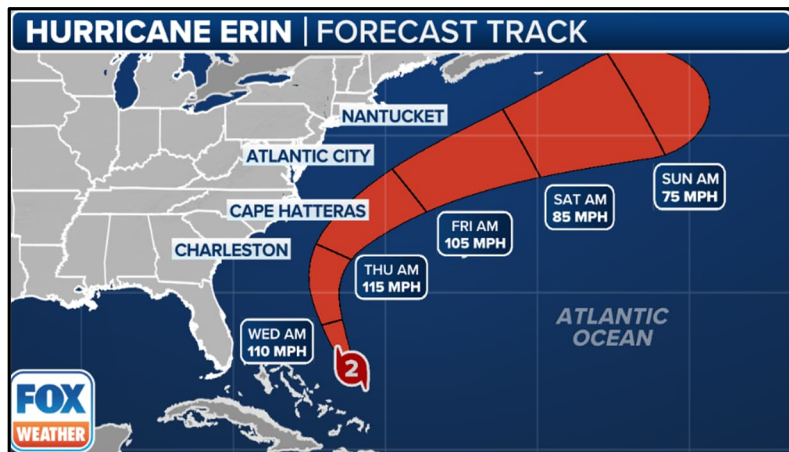 HURRICANE ERIN | FORECAST TRACK
NANTUCKET
ATLANTIC CITY
CAPE HATTERAS
CHARLESTON
SUN AM
75 MPH
SAT AM
85 MPH
FRI AM
105 MPH
THU AM
115 MPH
WED AM
110 MPH
2
ATLANTIC
OCEAN
FOX
WEATHER